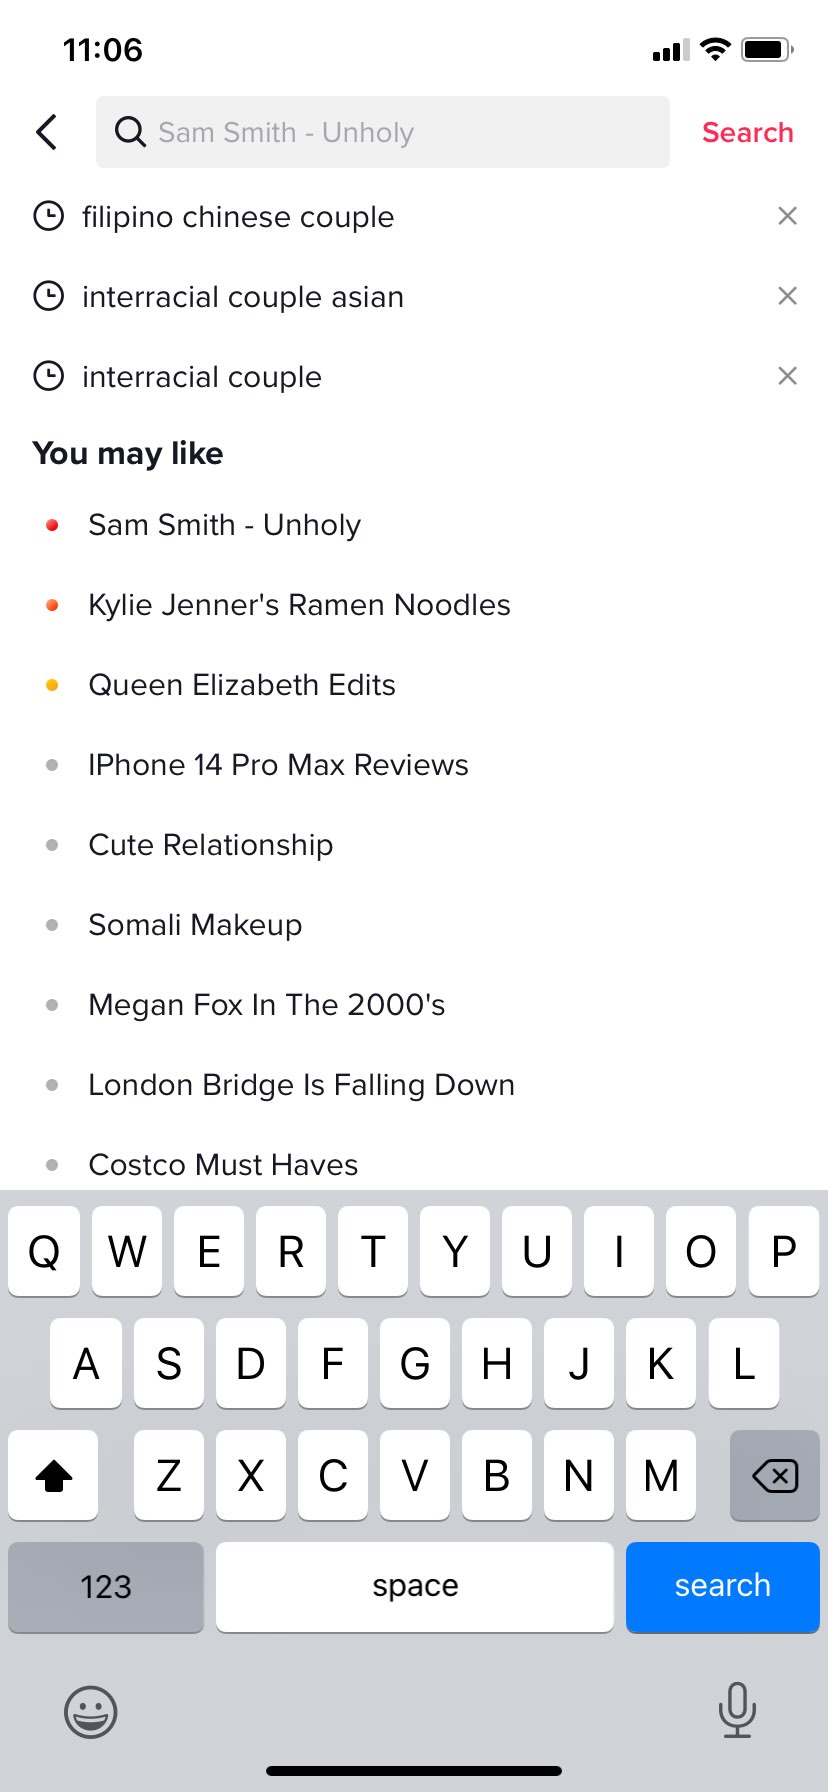 11:06
Sam Smith - Unholy Search
filipino chinese couple
interracial couple asian
interracial couple
You may like
Sam Smith - Unholy
Kylie Jenner's Ramen Noodles
Queen Elizabeth Edits
IPhone 14 Pro Max Reviews
Cute Relationship
Somali Makeup
Megan Fox In The 2000's
London Bridge Is Falling Down
Costco Must Haves
Q W E R T Y U I O P
A S D F G H J K L
Z X C V B N M
123 space search